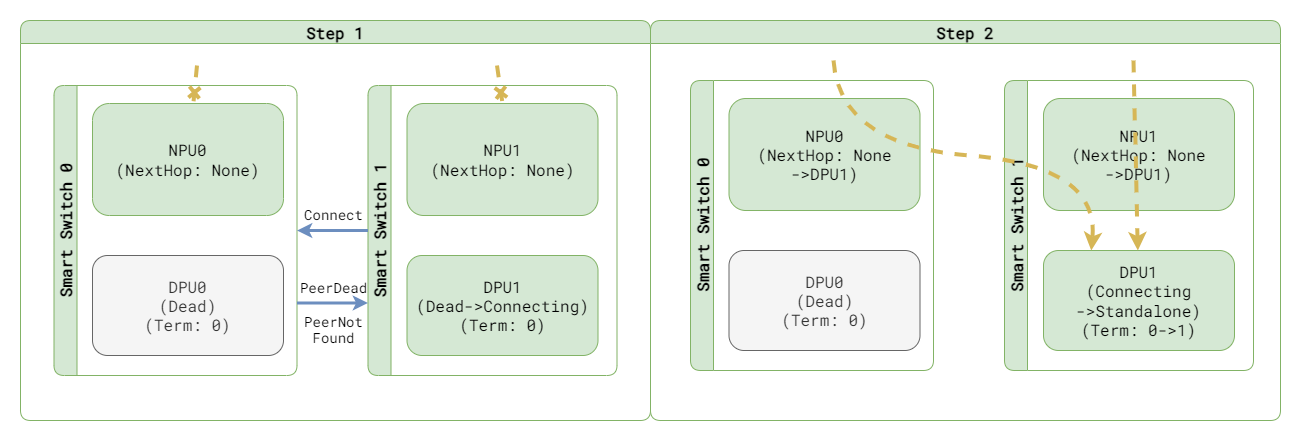 Step 1
Smart Switch 0
NPU0
(NextHop: None)
DPU0
(Dead)
(Term: 0)
Connect
PeerDead
PeerNot
Found
Smart Switch 1
NPU1
(NextHop: None)
DPU1
(Dead->Connecting)
(Term: 0)
Step 2
Smart Switch 0
NPU0
(NextHop: None
->DPU1)
DPU0
(Dead)
(Term: 0)
Smart Switch 1
NPU1
(NextHop: None
->DPU1)
DPU1
(Connecting
->Standalone)
(Term: 0->1)